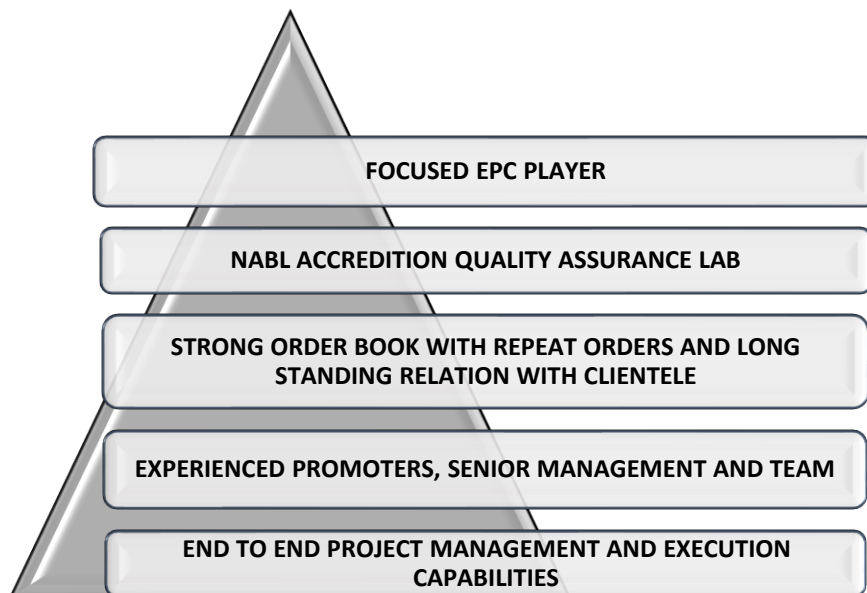 FOCUSED EPC PLAYER
NABL ACCREDITION QUALITY ASSURANCE LAB
STRONG ORDER BOOK WITH REPEAT ORDERS AND LONG
STANDING RELATION WITH CLIENTELE
EXPERIENCED PROMOTERS, SENIOR MANAGEMENT AND TEAM
END TO END PROJECT MANAGEMENT AND EXECUTION
CAPABILITIES